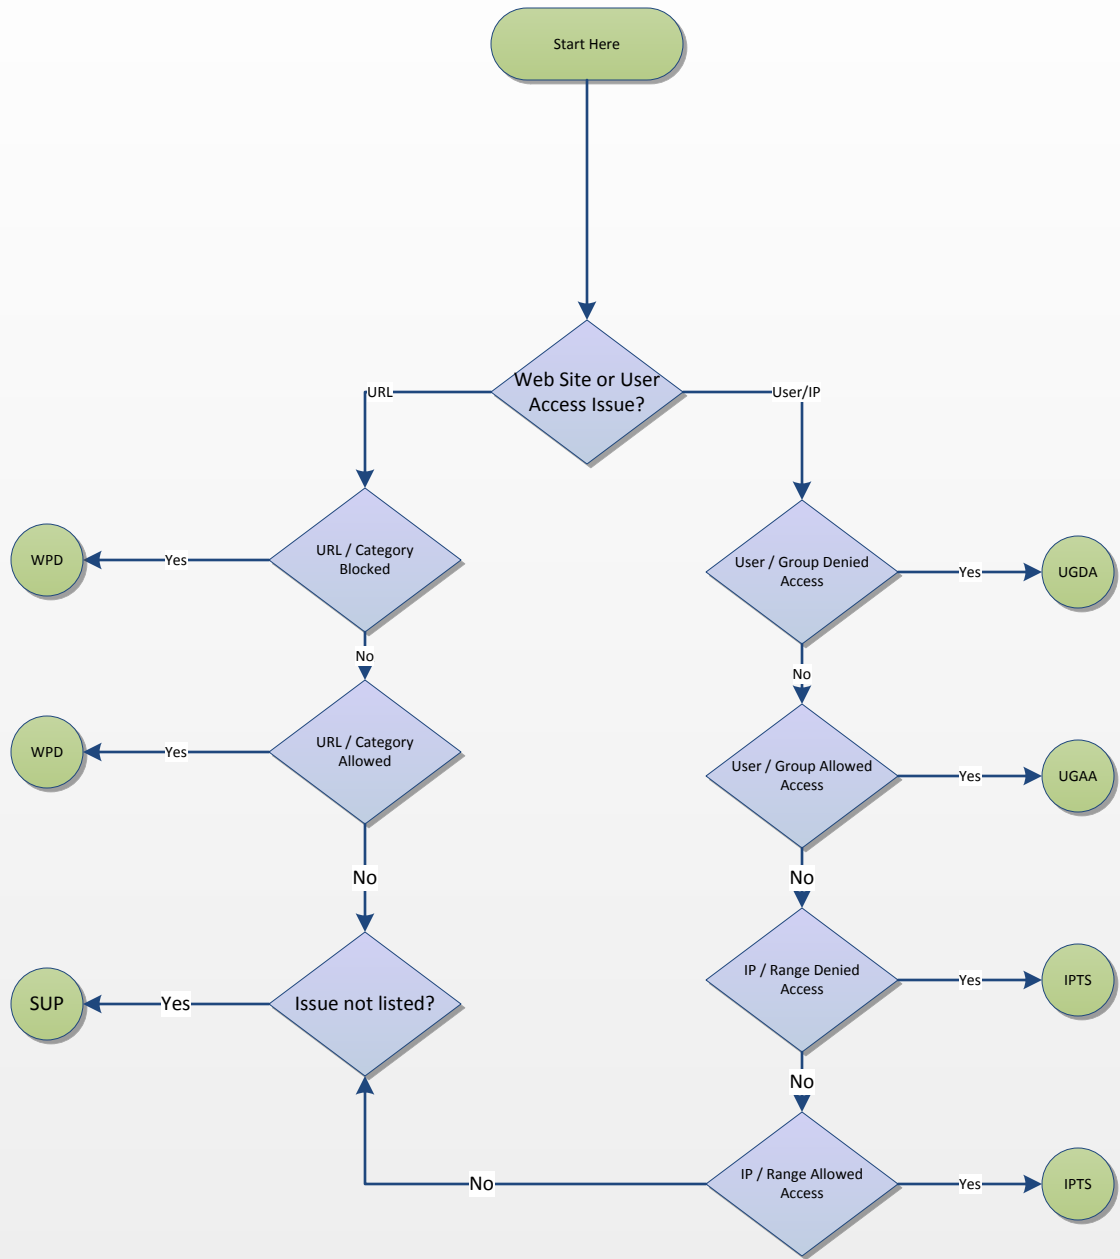 Start Here
Web Site or User
Access Issue?
URL
User/IP
URL / Category
Blocked
Yes
WPD
No
User / Group Denied
Access
Yes
UGDA
No
URL / Category
Allowed
Yes
WPD
No
User / Group Allowed
Access
Yes
UGAA
No
Issue not listed?
Yes
SUP
IP / Range Denied
Access
Yes
IPTS
No
IP / Range Allowed
Access
Yes
IPTS
No